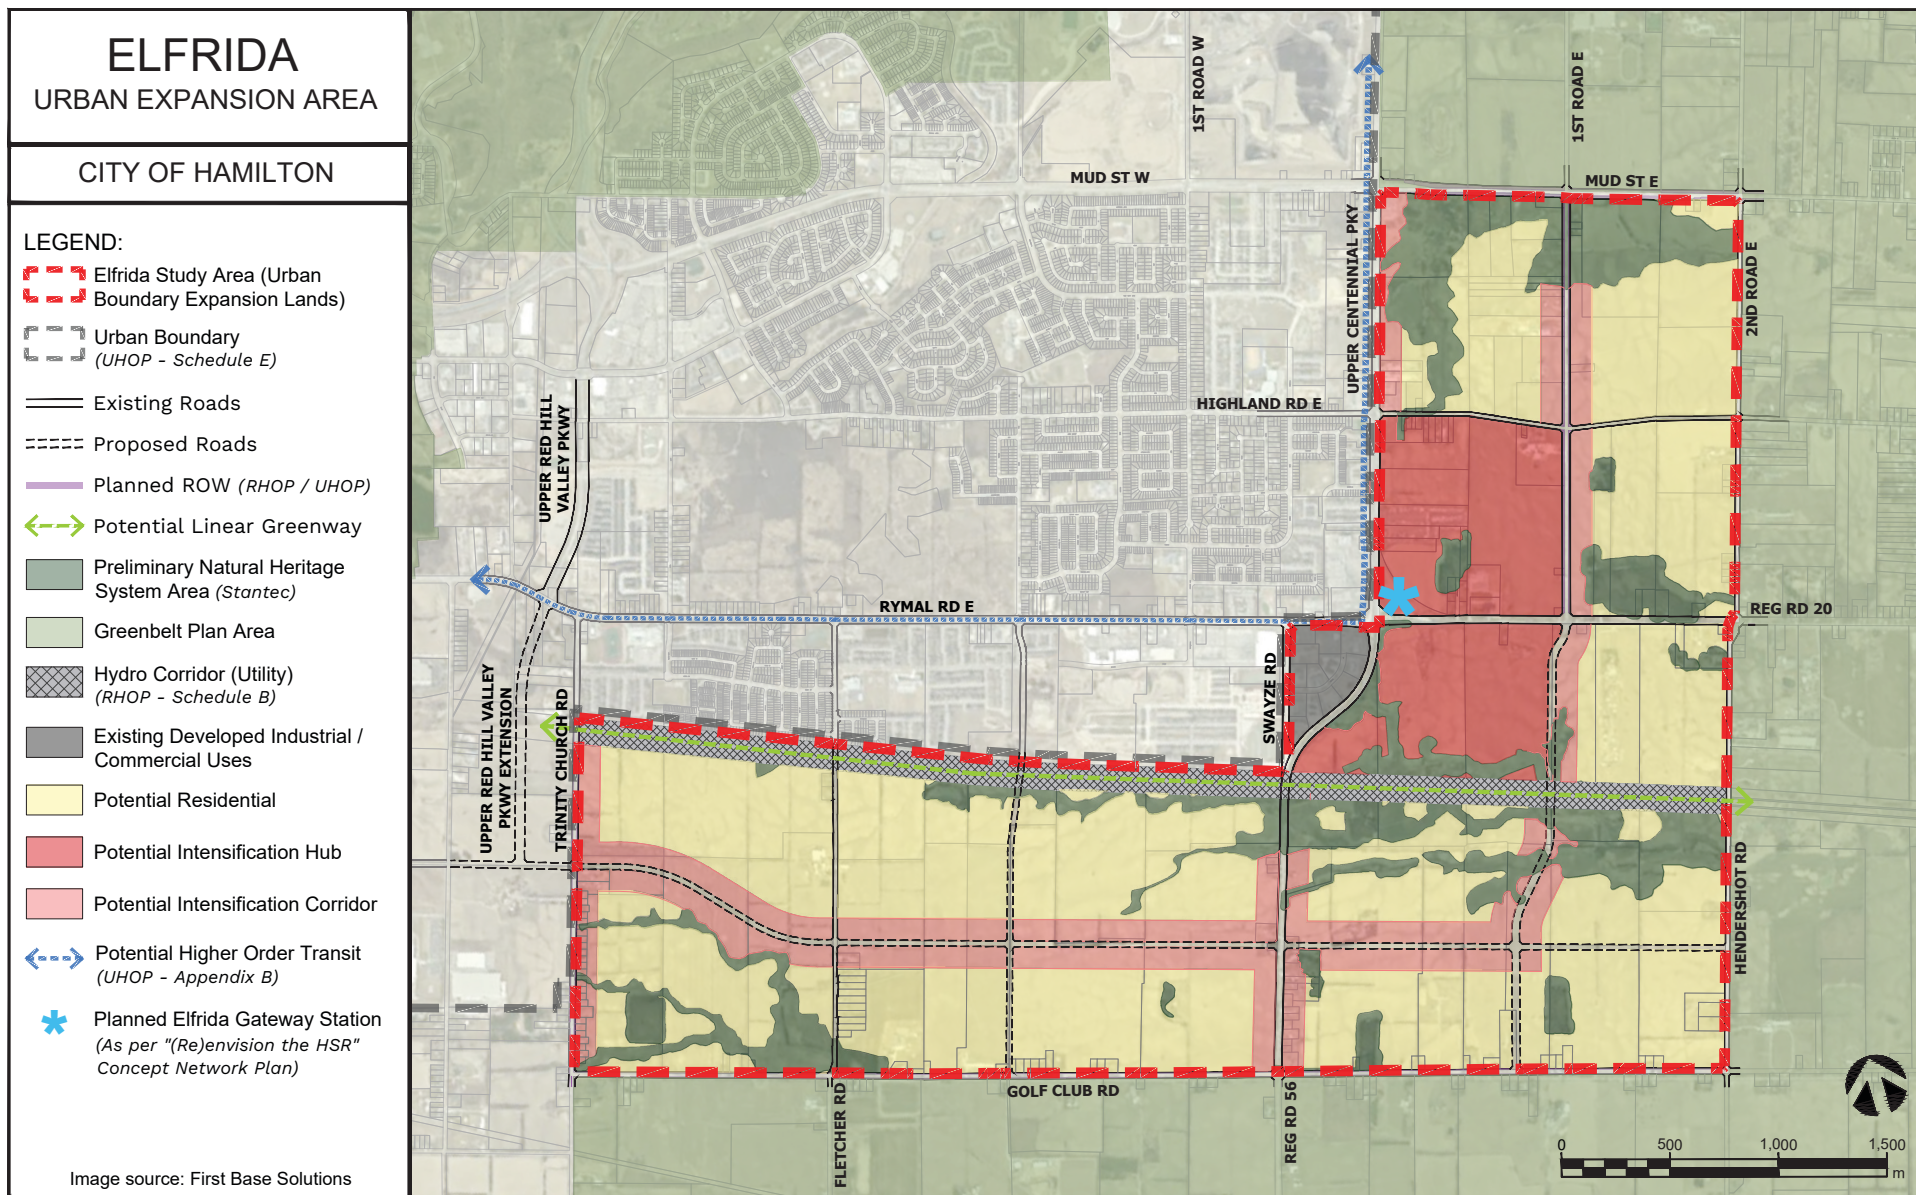 ELFRIDA
URBAN EXPANSION AREA
CITY OF HAMILTON
LEGEND:
Elfrida Study Area (Urban
Boundary Expansion Lands)
Urban Boundary
(UHOP - Schedule E)
Existing Roads
Proposed Roads
Planned ROW (RHOP / UHOP)
Potential Linear Greenway
Preliminary Natural Heritage
System Area (Stantec)
Greenbelt Plan Area
Hydro Corridor (Utility)
(RHOP - Schedule B)
Existing Developed Industrial /
Commercial Uses
Potential Residential
Potential Intensification Hub
Potential Intensification Corridor
Potential Higher Order Transit
(UHOP - Appendix B)
Planned Elfrida Gateway Station
(As per "(Re)envision the HSR"
Concept Network Plan)
Image source: First Base Solutions
1ST ROAD W
1ST ROAD E
MUD ST W
MUD ST E
UPPER CENTENNIAL PKY
2ND ROAD E
HIGHLAND RD E
UPPER RED HILL
VALLEY PKWY
RYMAL RD E
REG RD 20
SWAYZE RD
UPPER RED HILL VALLEY
PKWY EXTENSION
TRINITY CHURCH RD
HENDERSHOT RD
GOLF CLUB RD
FLETCHER RD
REG RD 56
0 500 1,000 1,500
m